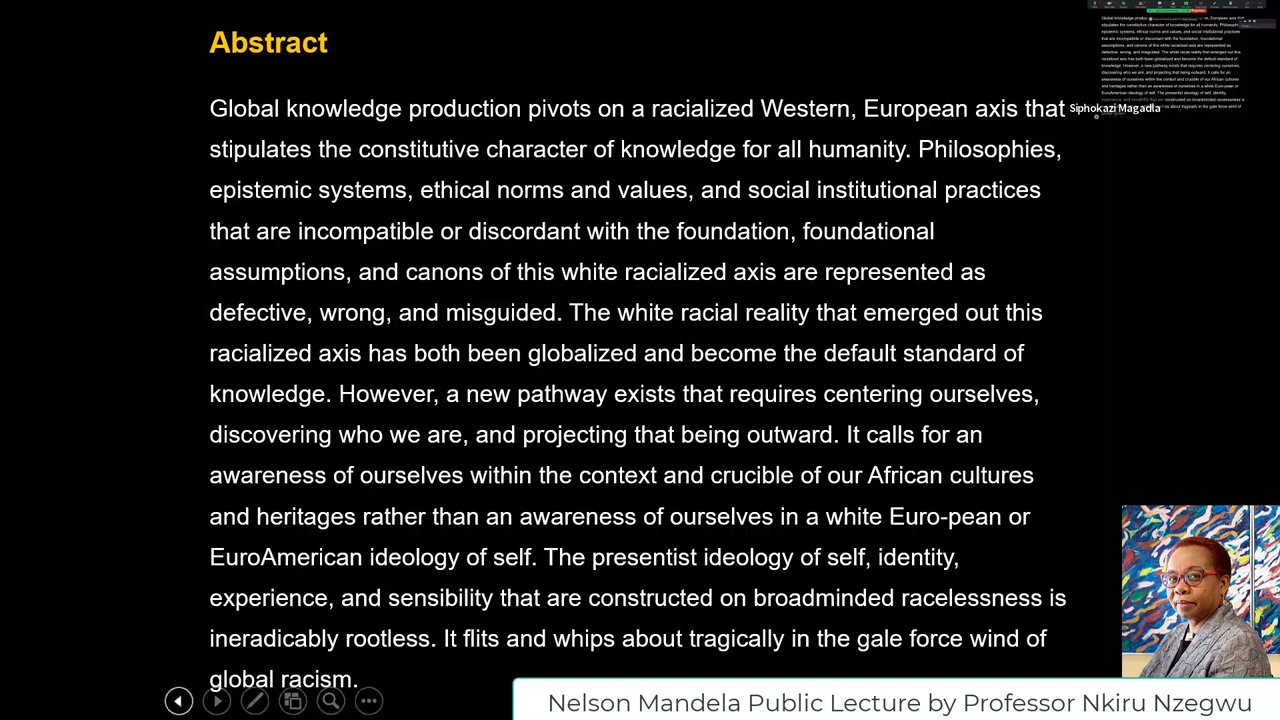 Abstract
Global knowledge production pivots on a racialized Western, European axis that
stipulates the constitutive character of knowledge for all humanity. Philosophies,
epistemic systems, ethical norms and values, and social institutional practices
that are incompatible or discordant with the foundation, foundational
assumptions, and canons of this white racialized axis are represented as
defective, wrong, and misguided. The white racial reality that emerged out this
racialized axis has both been globalized and become the default standard of
knowledge. However, a new pathway exists that requires centering ourselves,
discovering who we are, and projecting that being outward. It calls for an
awareness of ourselves within the context and crucible of our African cultures
and heritages rather than an awareness of ourselves in a white Euro-pean or
EuroAmerican ideology of self. The presentist ideology of self, identity,
experience, and sensibility that are constructed on broadminded racelessness is
ineradicably rootless. It flits and whips about tragically in the gale force wind of
global racism.
Siphokazi Magadla
Nelson Mandela Public Lecture by Professor Nkiru Nzegwu